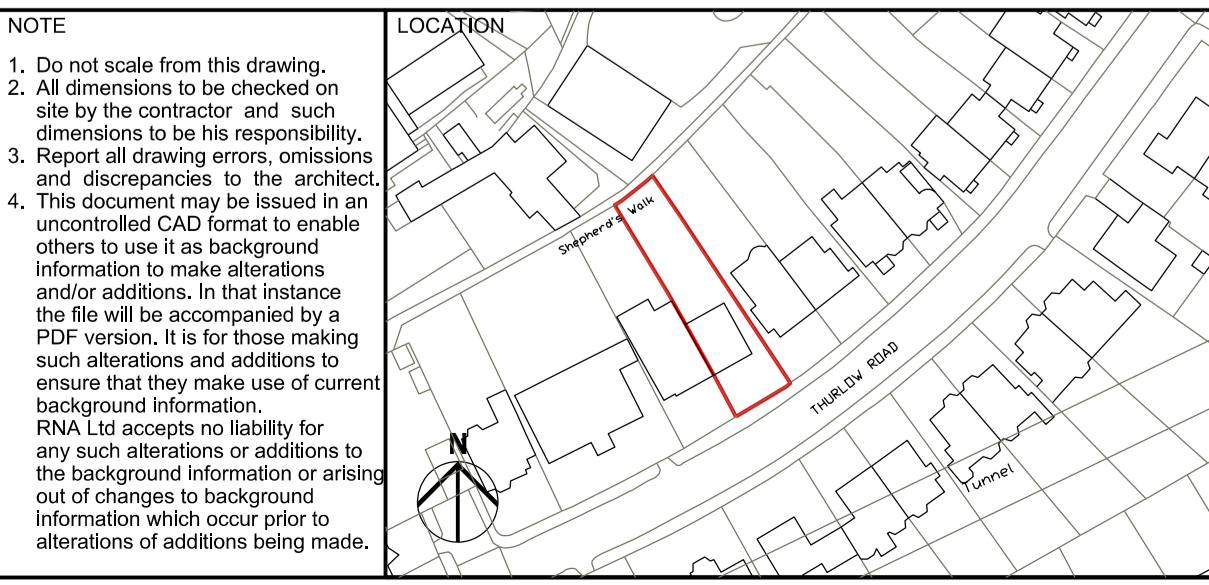 NOTE
1. Do not scale from this drawing.
2. All dimensions to be checked on
site by the contractor and such
dimensions to be his responsibility.
3. Report all drawing errors, omissions
and discrepancies to the architect.
4. This document may be issued in an
uncontrolled CAD format to enable
others to use it as background
information to make alterations
and/or additions. In that instance
the file will be accompanied by a
PDF version. It is for those making
such alterations and additions to
ensure that they make use of current
background information.
RNA Ltd accepts no liability for
any such alterations or additions to
the background information or arising
out of changes to background
information which occur prior to
alterations of additions being made.
LOCATION
Shepherd's Walk
THURLOW ROAD
Tunnel
N